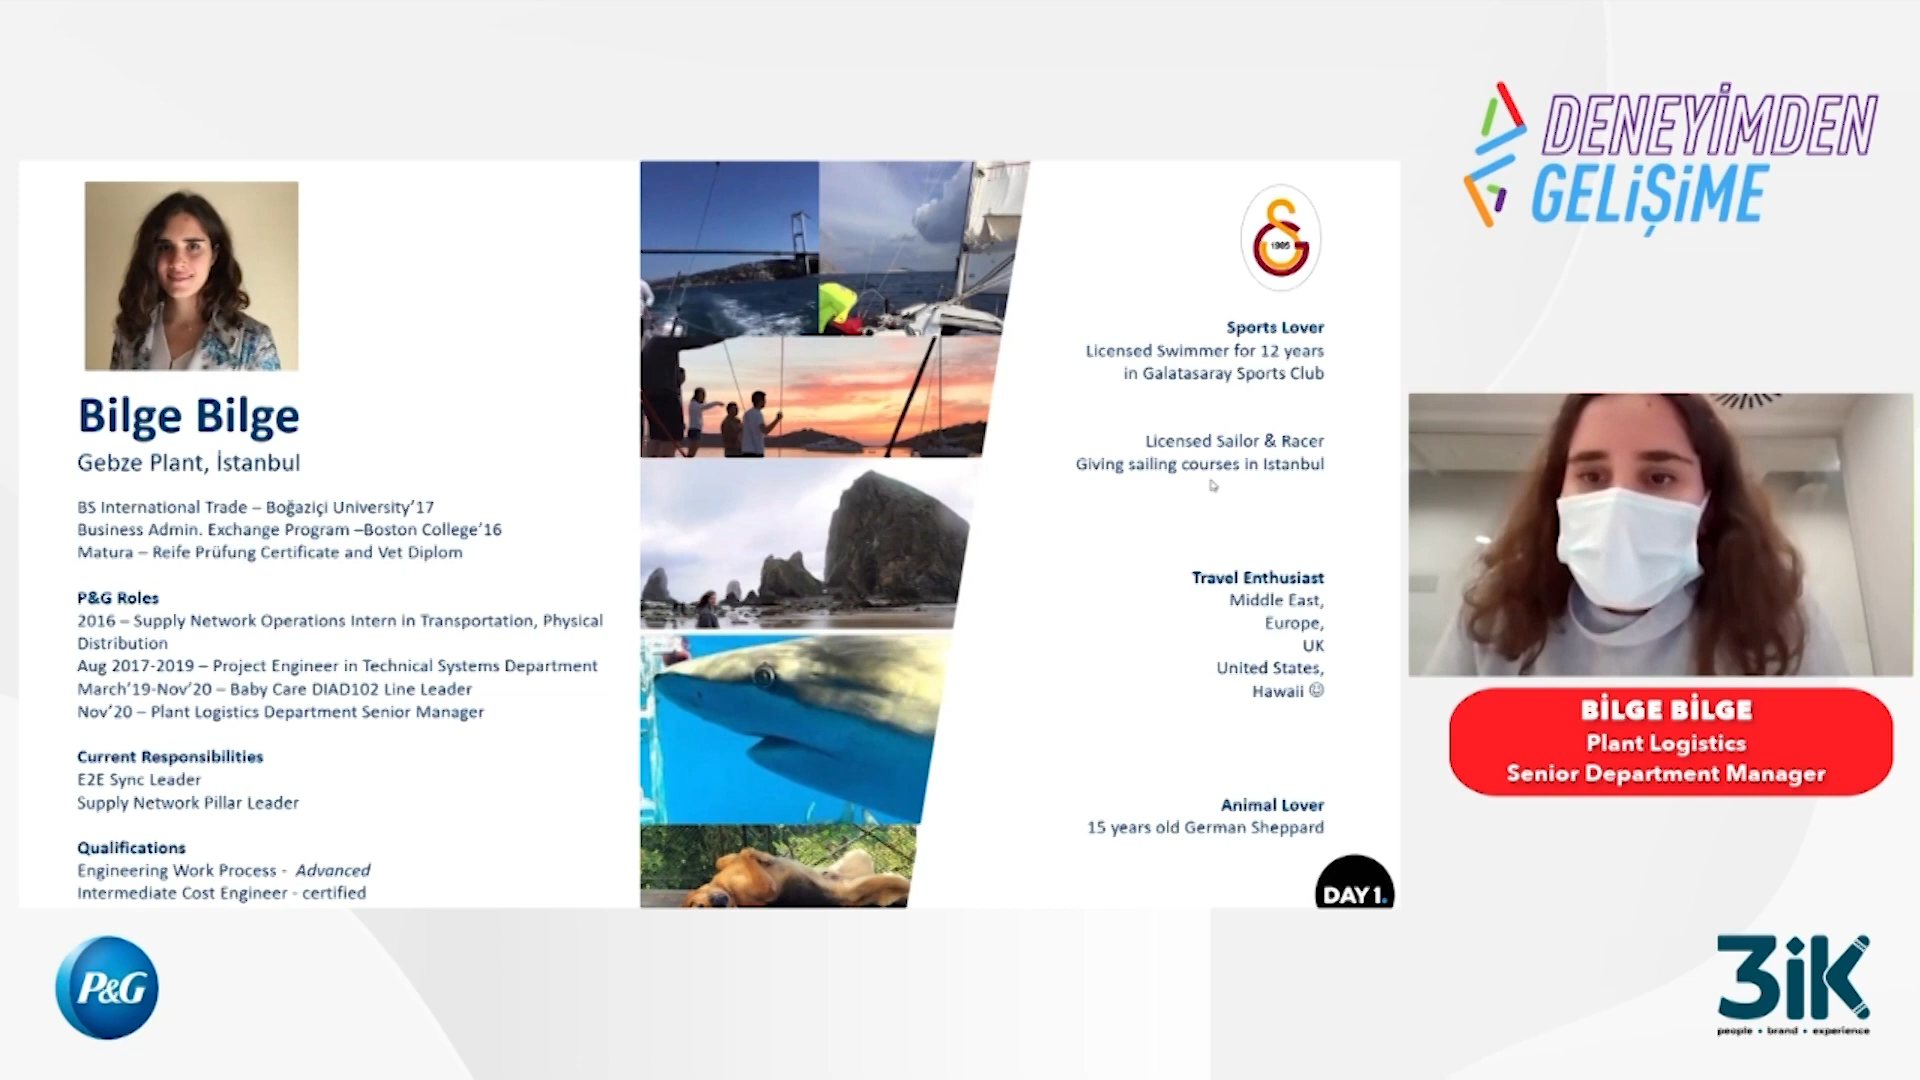 Bilge Bilge
Gebze Plant, İstanbul
BS International Trade – Boğaziçi University'17
Business Admin. Exchange Program –Boston College'16
Matura – Reife Prüfung Certificate and Vet Diplom
P&G Roles
2016 – Supply Network Operations Intern in Transportation, Physical
Distribution
Aug 2017-2019 – Project Engineer in Technical Systems Department
March'19-Nov'20 – Baby Care DIAD102 Line Leader
Nov'20 – Plant Logistics Department Senior Manager
Current Responsibilities
E2E Sync Leader
Supply Network Pillar Leader
Qualifications
Engineering Work Process - Advanced
Intermediate Cost Engineer - certified
1905
Sports Lover
Licensed Swimmer for 12 years
in Galatasaray Sports Club
Licensed Sailor & Racer
Giving sailing courses in Istanbul
Travel Enthusiast
Middle East,
Europe,
UK
United States,
Hawaii ☺
Animal Lover
15 years old German Sheppard
DAY 1.
DENEYİMDEN
GELİŞİME
BİLGE BİLGE
Plant Logistics
Senior Department Manager
P&G
3iK
people • brand • experience